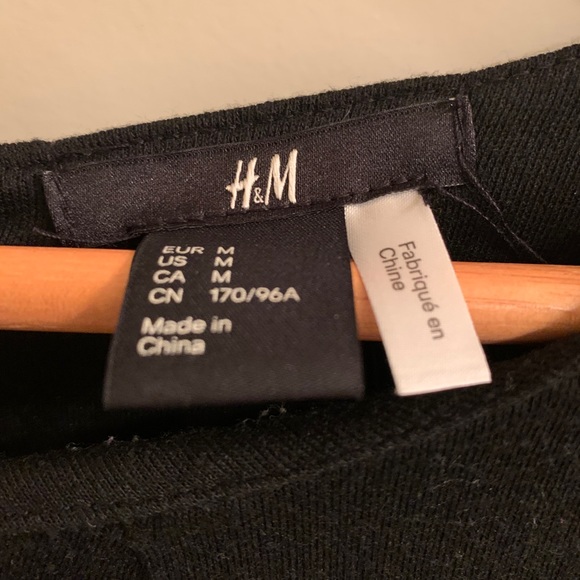 H&M
EUR M
US M
CA M
CN 170/96A
Made in
China
Fabriqué en
Chine